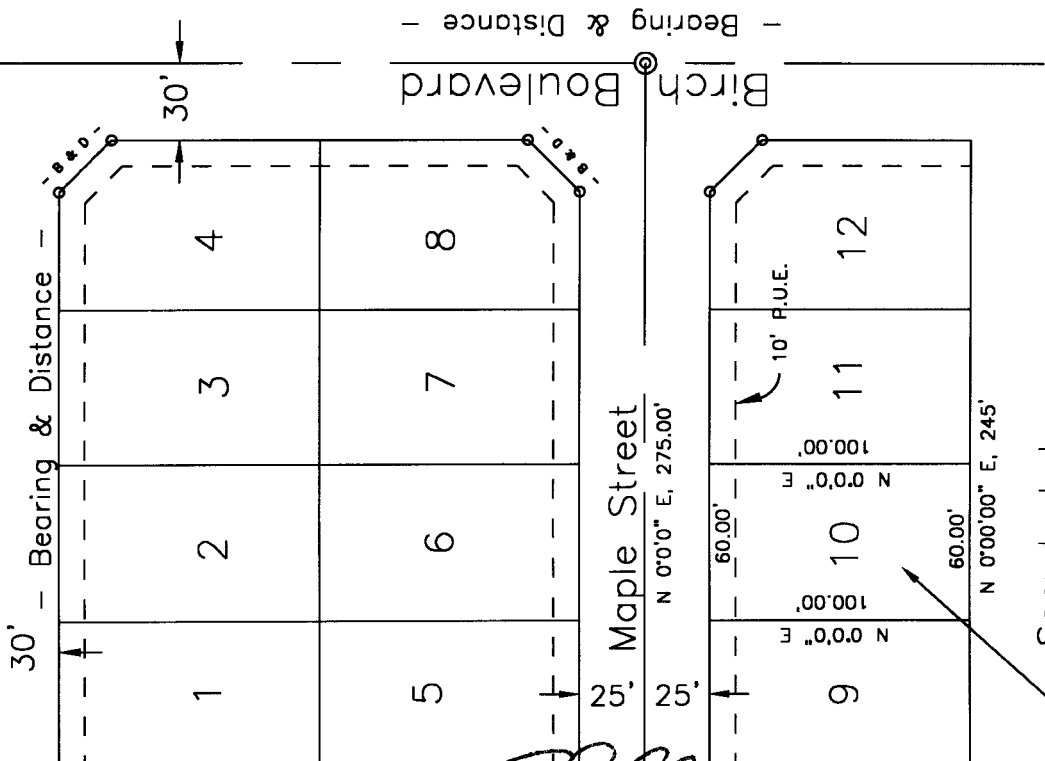 – Bearing & Distance –
Birch Boulevard
30'
- B & D -
- B & D -
– Bearing & Distance –
30'
4
8
12
3
7
11
2
6
10
1
5
9
10' P.U.E.
Maple Street
N 0°0'0" E, 275.00'
N 0°0'0" E
100.00'
60.00'
60.00'
N 0°0'0" E
100.00'
N 0°00'00" E, 245'
25'
25'